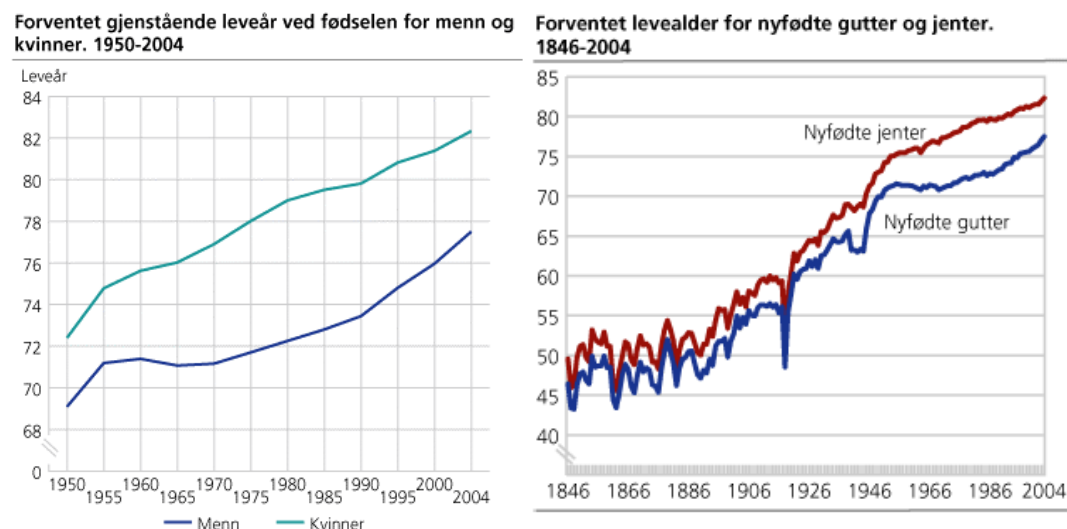 Forventet gjenstående leveår ved fødselen for menn og
kvinner. 1950-2004
Leveår
84
82
80
78
76
74
72
70
68
0
1950 1960 1970 1980 1990 2000
1955 1965 1975 1985 1995 2004
Menn Kvinner
Forventet levealder for nyfødte gutter og jenter.
1846-2004
85
80
75
70
65
60
55
50
45
40
Nyfødte jenter
Nyfødte gutter
1846 1866 1886 1906 1926 1946 1966 1986 2004